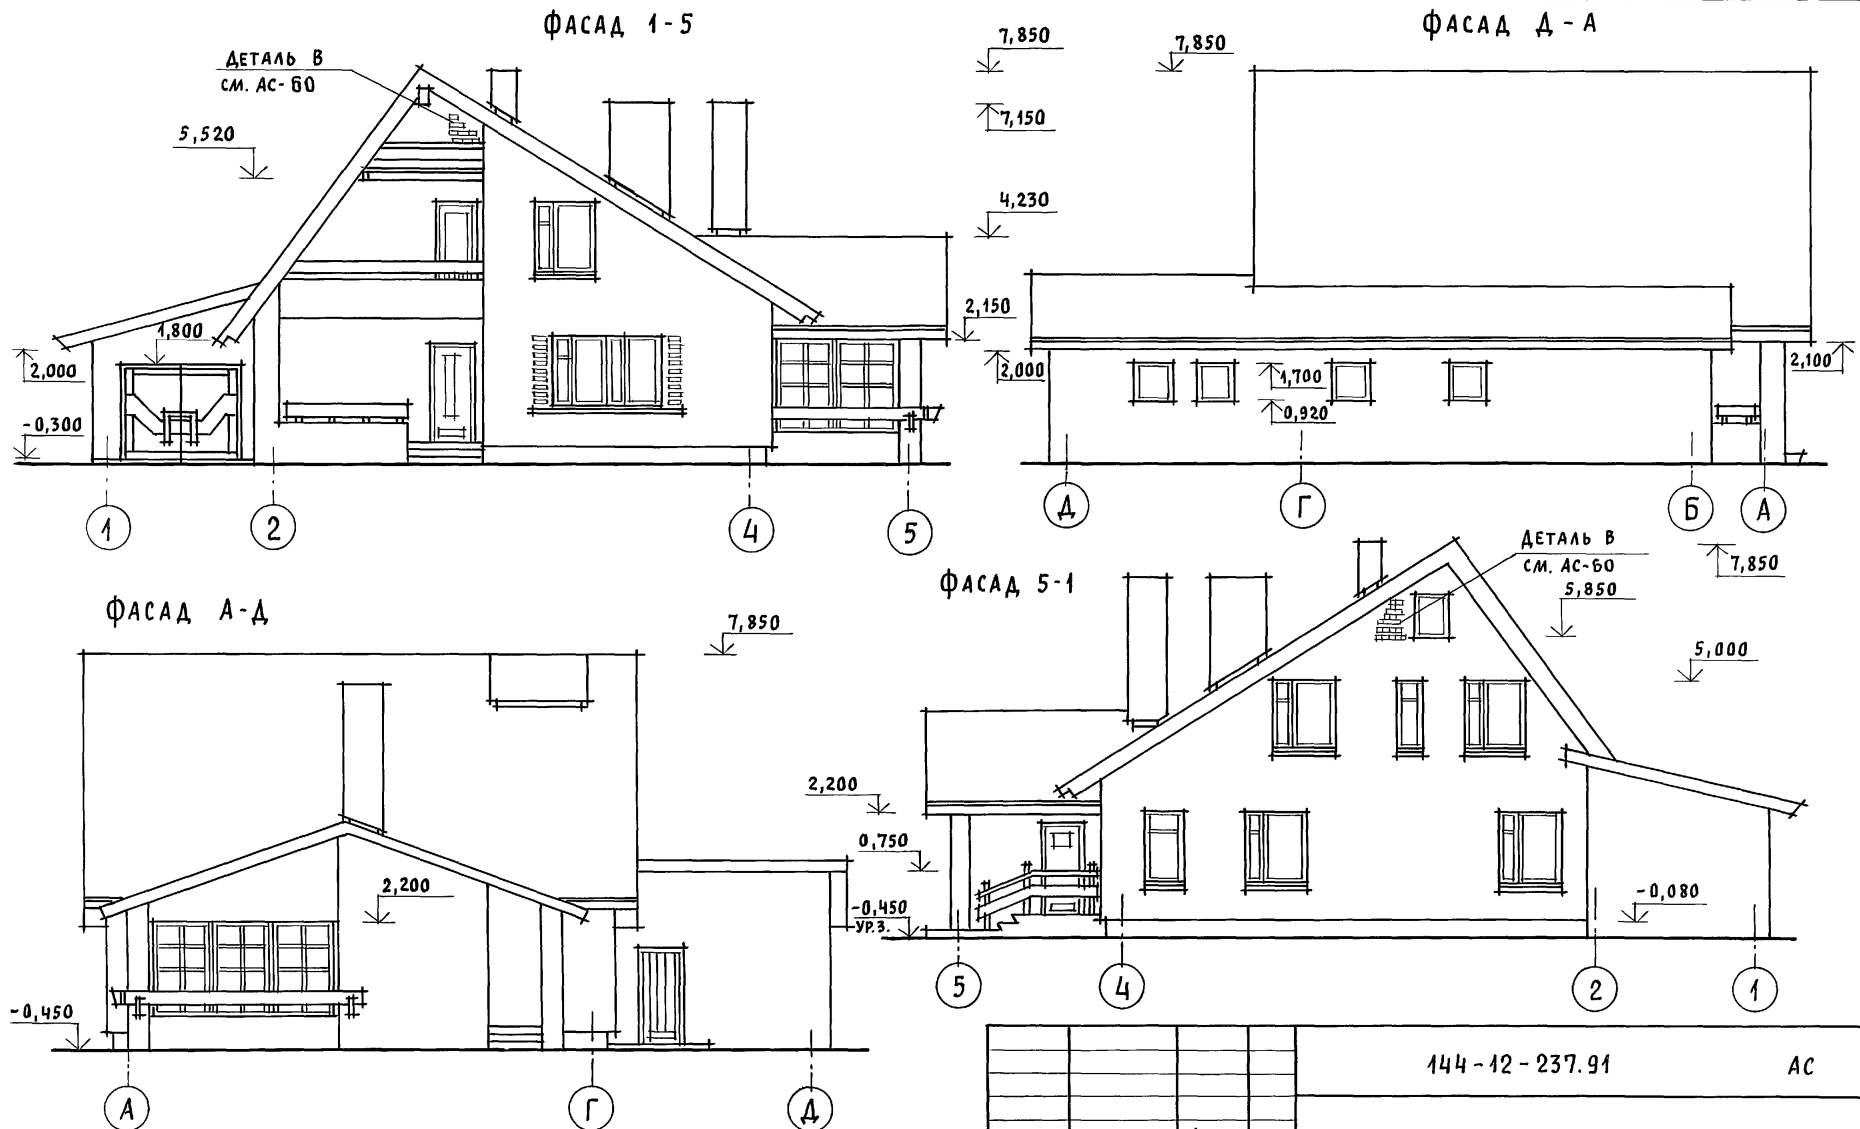 ФАСАД 1-5
ДЕТАЛЬ В
СМ. АС-60
5,520
1,800
2,000
-0,300
7,850
7,150
4,230
2,150
1
2
4
5
ФАСАД Д-А
7,850
2,000
1,700
0,920
2,100
Д
Г
Б
А
ФАСАД А-Д
7,850
2,200
-0,450
А
Г
Д
ФАСАД 5-1
ДЕТАЛЬ В
СМ. АС-60
7,850
5,850
5,000
2,200
0,750
-0,450
УР.З.
-0,080
5
4
2
1
144-12-237.91 АС